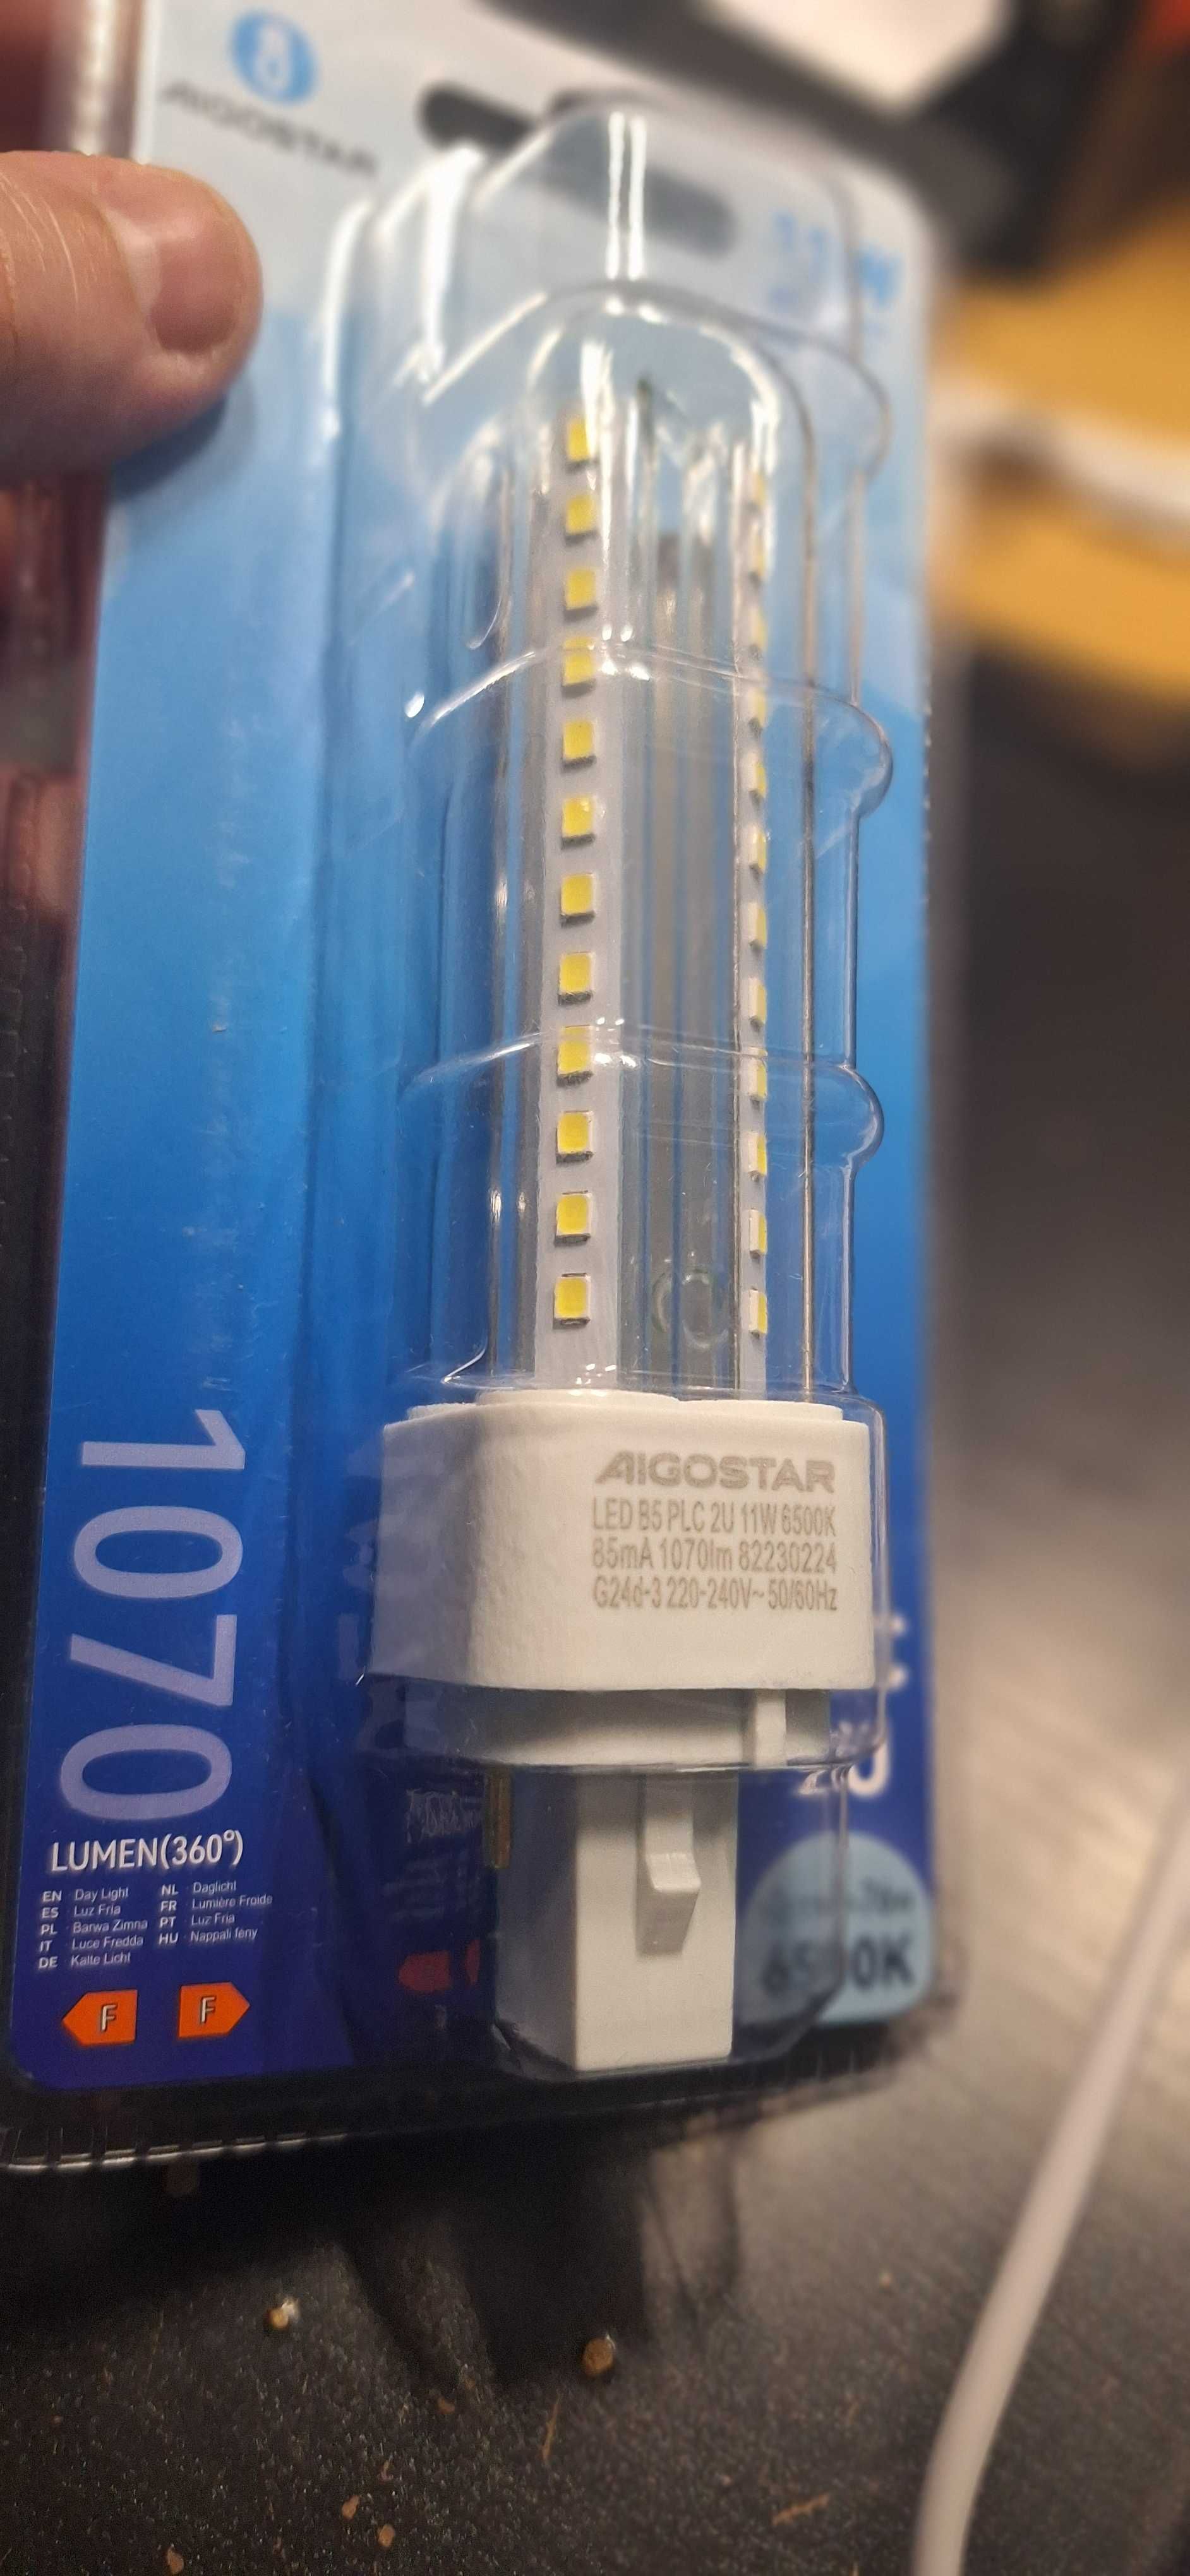 AIGOSTAR
AIGOSTAR
LED B5 PLC 2U 11W 6500K
85mA 1070lm 82230224
G24d-3 220-240V~ 50/60Hz
1070
LUMEN(360°)
EN Day Light
ES Luz Fría
PL Barwa Zimna
IT Luce Fredda
DE Kalte Licht
NL Daglicht
FR Lumière Froide
PT Luz Fria
HU Nappali fény
F
F